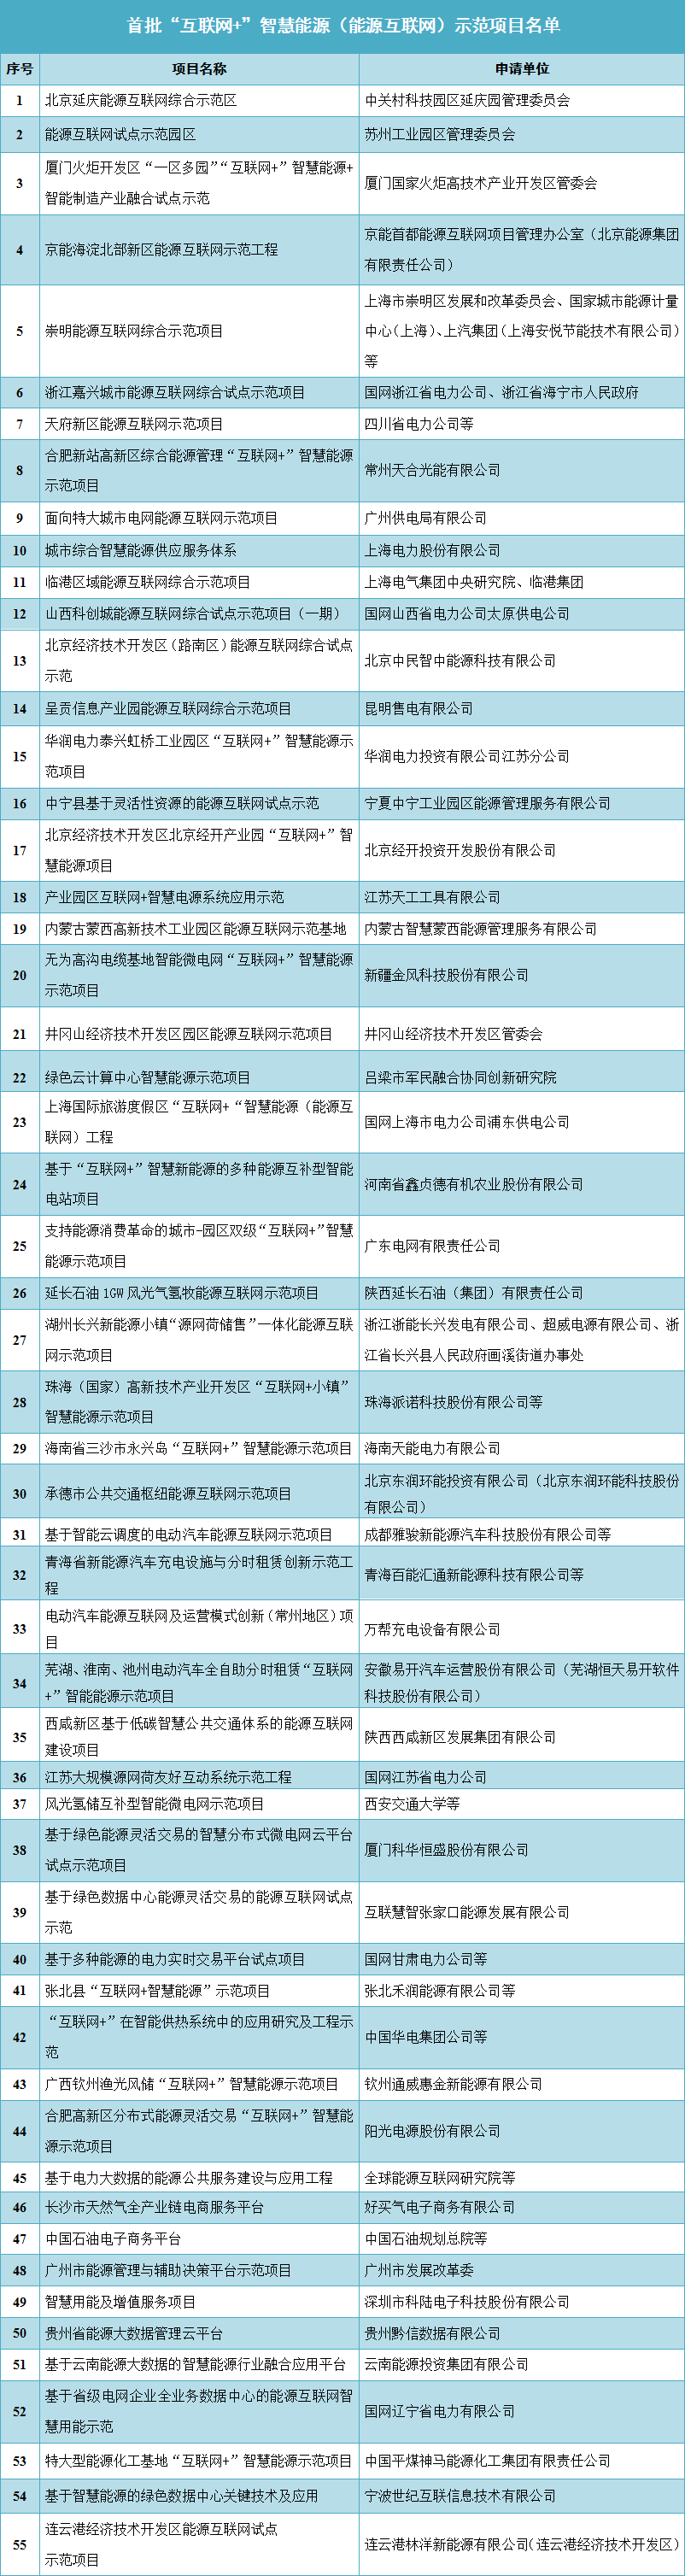 首批“互联网+”智慧能源（能源互联网）示范项目名单
序号 项目名称 申请单位
1 北京延庆能源互联网综合示范区 中关村科技园区延庆园管理委员会
2 能源互联网试点示范园区 苏州工业园区管理委员会
厦门火炬开发区“一区多园”“互联网+”智慧能源+
3 智能制造产业融合试点示范 厦门国家火炬高技术产业开发区管委会
4 京能海淀北部新区能源互联网示范工程 京能首都能源互联网项目管理办公室（北京能源集团
有限责任公司）
上海市崇明区发展和改革委员会、国家城市能源计量
5 崇明能源互联网综合示范项目 中心（上海）、上汽集团（上海安悦节能技术有限公司）
等
6 浙江嘉兴城市能源互联网综合试点示范项目 国网浙江省电力公司、浙江省海宁市人民政府
7 天府新区能源互联网示范项目 四川省电力公司等
8 合肥新站高新区综合能源管理“互联网+”智慧能源
示范项目 常州天合光能有限公司
9 面向特大城市电网能源互联网示范项目 广州供电局有限公司
10 城市综合智慧能源供应服务体系 上海电力股份有限公司
11 临港区域能源互联网综合示范项目 上海电气集团中央研究院、临港集团
12 山西科创城能源互联网综合试点示范项目（一期） 国网山西省电力公司太原供电公司
13 北京经济技术开发区（路南区）能源互联网综合试点
示范 北京中民智中能源科技有限公司
14 呈贡信息产业园能源互联网综合示范项目 昆明售电有限公司
15 华润电力泰兴虹桥工业园区“互联网+”智慧能源示
范项目 华润电力投资有限公司江苏分公司
16 中宁县基于灵活性资源的能源互联网试点示范 宁夏中宁工业园区能源管理服务有限公司
17 北京经济技术开发区北京经开产业园“互联网+”智
慧能源项目 北京经开投资开发股份有限公司
18 产业园区互联网+智慧电源系统应用示范 江苏天工工具有限公司
19 内蒙古蒙西高新技术工业园区能源互联网示范基地 内蒙古智慧蒙西能源管理服务有限公司
20 无为高沟电缆基地智能微电网“互联网+”智慧能源
示范项目 新疆金风科技股份有限公司
21 井冈山经济技术开发区园区能源互联网示范项目 井冈山经济技术开发区管委会
22 绿色云计算中心智慧能源示范项目 吕梁市军民融合协同创新研究院
23 上海国际旅游度假区“互联网+“智慧能源（能源互
联网）工程 国网上海市电力公司浦东供电公司
24 基于“互联网+”智慧新能源的多种能源互补型智能
电站项目 河南省鑫贞德有机农业股份有限公司
25 支持能源消费革命的城市-园区双级“互联网+”智慧
能源示范项目 广东电网有限责任公司
26 延长石油1GW风光气氢牧能源互联网示范项目 陕西延长石油（集团）有限责任公司
27 湖州长兴新能源小镇“源网荷储售”一体化能源互联 浙江浙能长兴发电有限公司、超威电源有限公司、浙
网示范项目 江省长兴县人民政府画溪街道办事处
28 珠海（国家）高新技术产业开发区“互联网+小镇”
智慧能源示范项目 珠海派诺科技股份有限公司等
29 海南省三沙市永兴岛“互联网+”智慧能源示范项目 海南天能电力有限公司
30 承德市公共交通枢纽能源互联网示范项目 北京东润环能投资有限公司（北京东润环能科技股份
有限公司）
31 基于智能云调度的电动汽车能源互联网示范项目 成都雅骏新能源汽车科技股份有限公司等
32 青海省新能源汽车充电设施与分时租赁创新示范工
程 青海百能汇通新能源科技有限公司等
33 电动汽车能源互联网及运营模式创新（常州地区）项
目 万帮充电设备有限公司
34 芜湖、淮南、池州电动汽车全自助分时租赁“互联网 安徽易开汽车运营股份有限公司（芜湖恒天易开软件
+”智能能源示范项目 科技股份有限公司）
35 西咸新区基于低碳智慧公共交通体系的能源互联网
建设项目 陕西西咸新区发展集团有限公司
36 江苏大规模源网荷友好互动系统示范工程 国网江苏省电力公司
37 风光氢储互补型智能微电网示范项目 西安交通大学等
38 基于绿色能源灵活交易的智慧分布式微电网云平台
试点示范项目 厦门科华恒盛股份有限公司
39 基于绿色数据中心能源灵活交易的能源互联网试点
示范 互联慧智张家口能源发展有限公司
40 基于多种能源的电力实时交易平台试点项目 国网甘肃电力公司等
41 张北县“互联网+智慧能源”示范项目 张北禾润能源有限公司等
42 “互联网+”在智能供热系统中的应用研究及工程示
范 中国华电集团公司等
43 广西钦州渔光风储“互联网+”智慧能源示范项目 钦州通威惠金新能源有限公司
44 合肥高新区分布式能源灵活交易“互联网+”智慧能
源示范项目 阳光电源股份有限公司
45 基于电力大数据的能源公共服务建设与应用工程 全球能源互联网研究院等
46 长沙市天然气全产业链电商服务平台 好买气电子商务有限公司
47 中国石油电子商务平台 中国石油规划总院等
48 广州市能源管理与辅助决策平台示范项目 广州市发展改革委
49 智慧用能及增值服务项目 深圳市科陆电子科技股份有限公司
50 贵州省能源大数据管理云平台 贵州黔信数据有限公司
51 基于云南能源大数据的智慧能源行业融合应用平台 云南能源投资集团有限公司
52 基于省级电网企业全业务数据中心的能源互联网智
慧用能示范 国网辽宁省电力有限公司
53 特大型能源化工基地“互联网+”智慧能源示范项目 中国平煤神马能源化工集团有限责任公司
54 基于智慧能源的绿色数据中心关键技术及应用 宁波世纪互联信息技术有限公司
55 连云港经济技术开发区能源互联网试点
示范项目 连云港林洋新能源有限公司（连云港经济技术开发区）